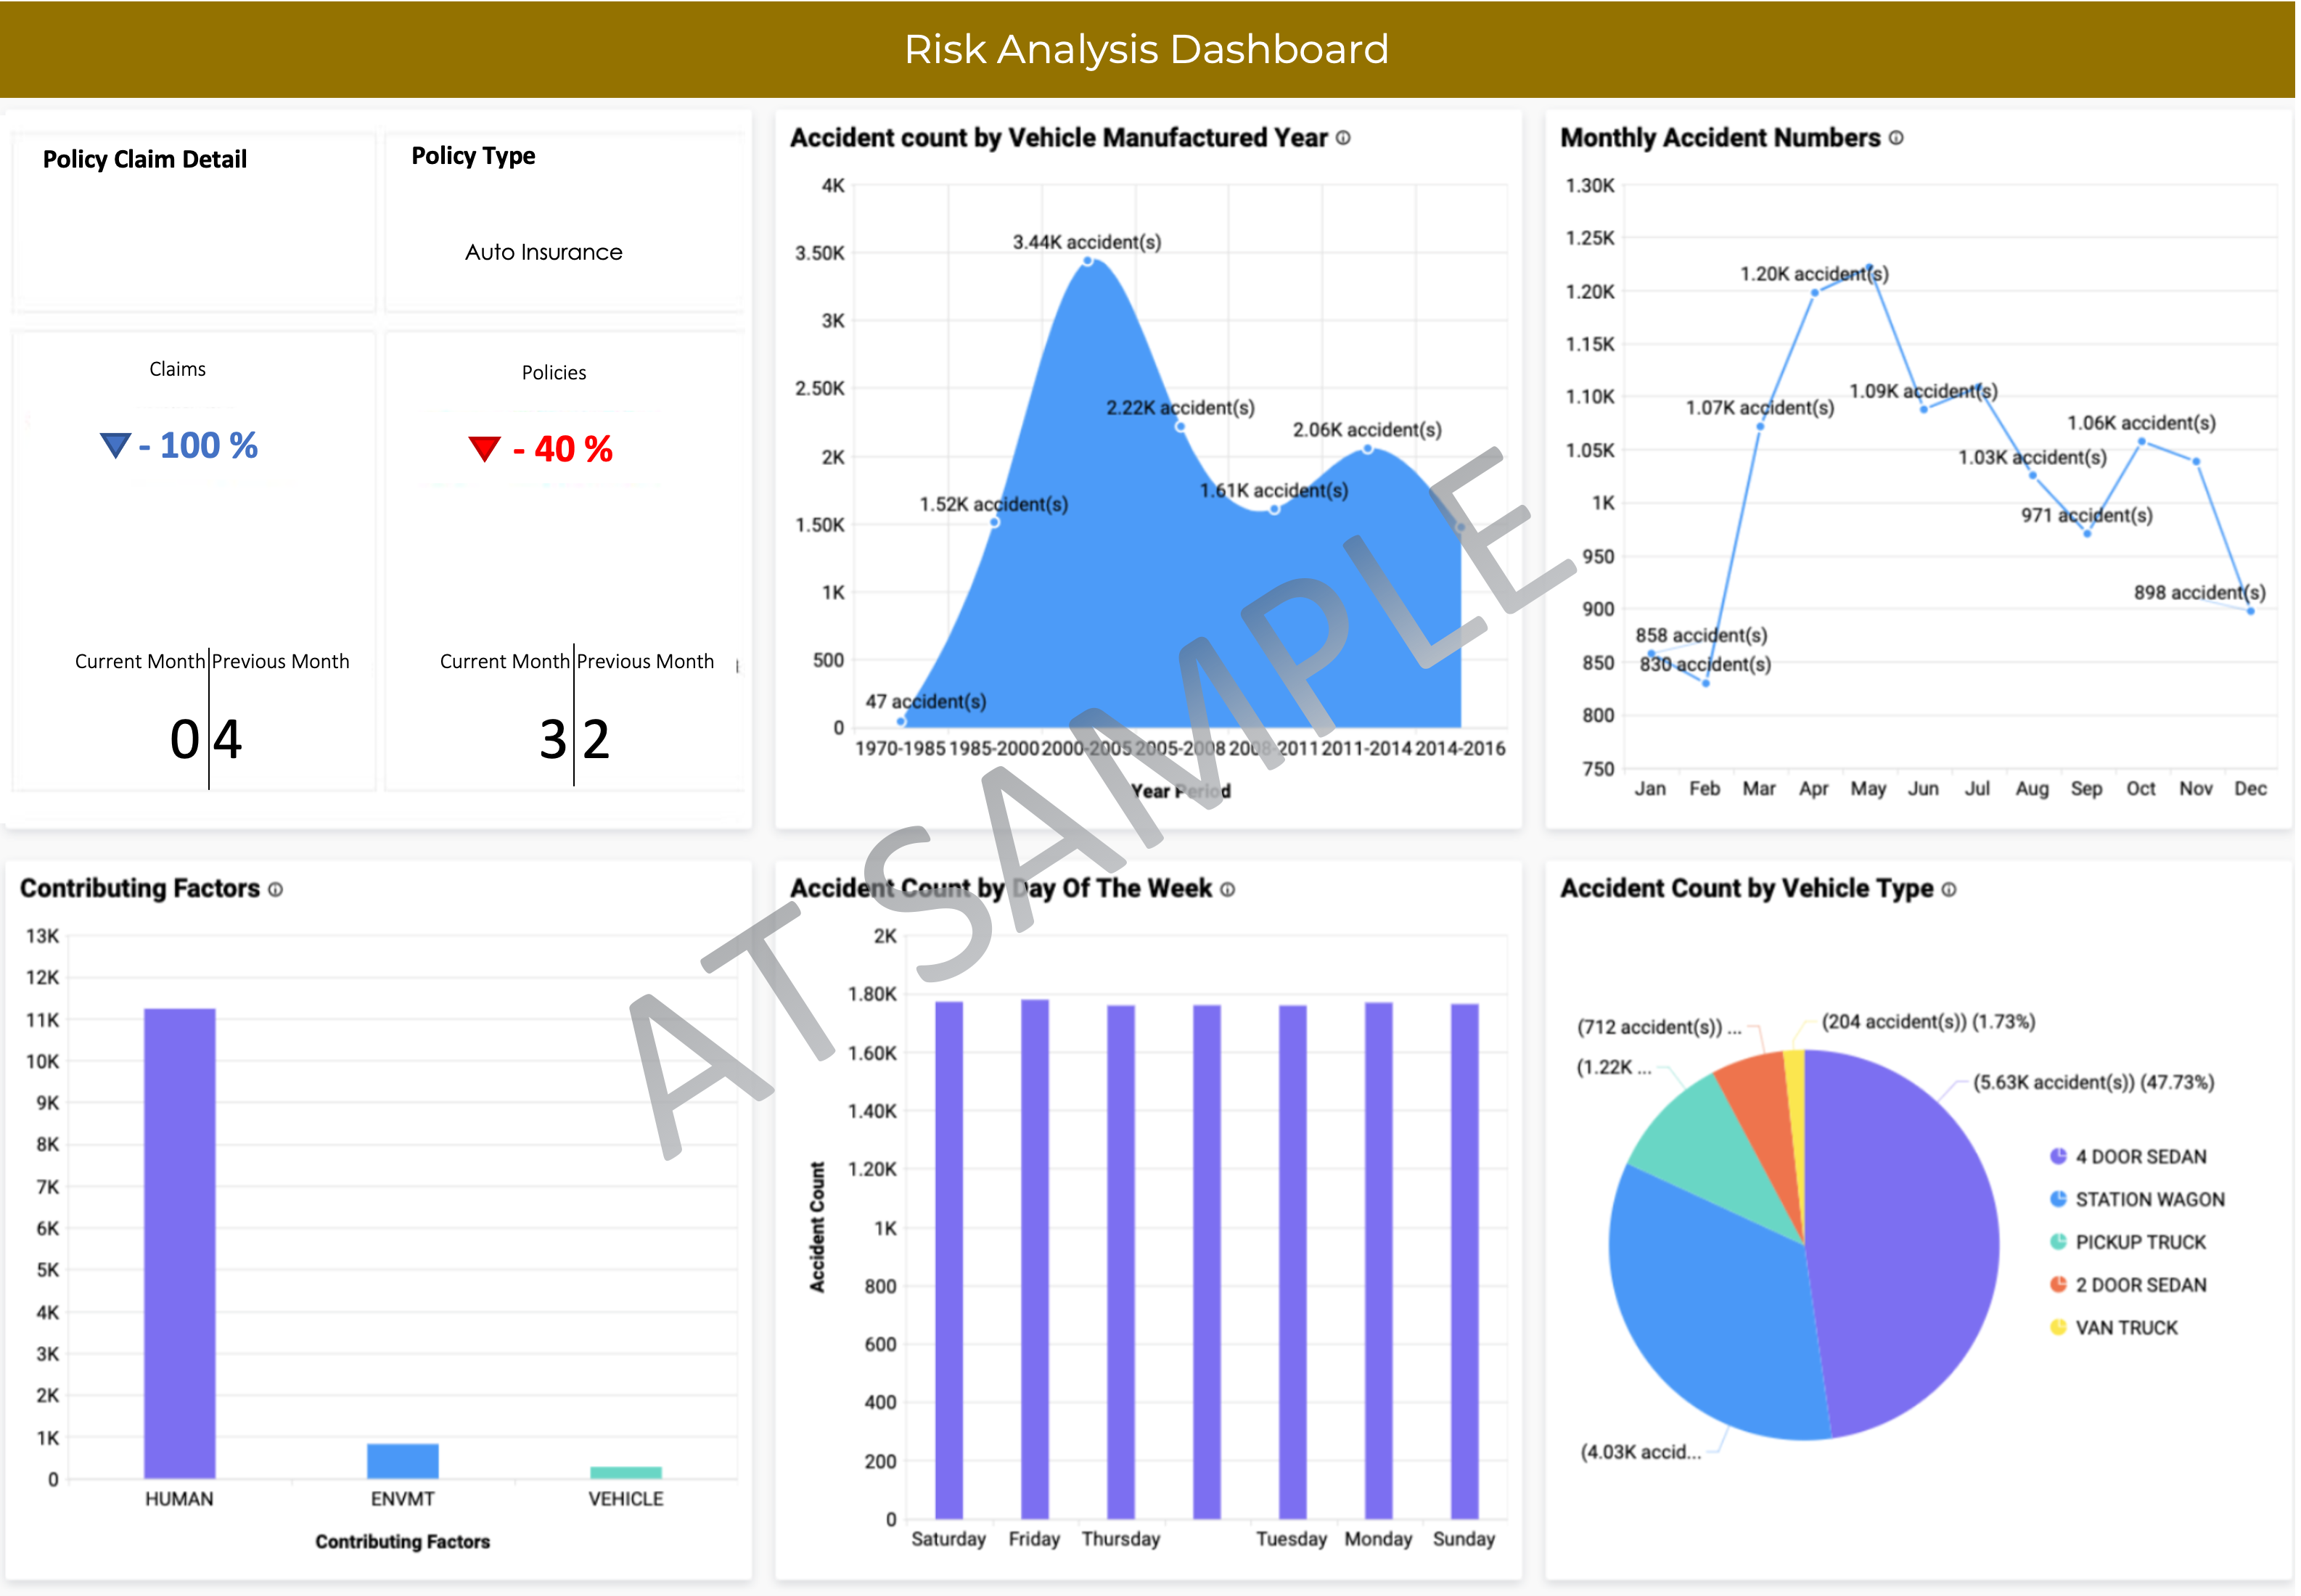 Risk Analysis Dashboard
Policy Claim Detail
Policy Type
Auto Insurance
Claims
- 100 %
Current Month Previous Month
0 4
Policies
- 40 %
Current Month Previous Month
3 2
Accident count by Vehicle Manufactured Year
4K
3.50K
3K
2.50K
2K
1.50K
1K
500
0
47 accident(s)
1.52K accident(s)
3.44K accident(s)
2.22K accident(s)
1.61K accident(s)
2.06K accident(s)
1970-1985 1985-2000 2000-2005 2005-2008 2008-2011 2011-2014 2014-2016
Year Period
Monthly Accident Numbers
1.30K
1.25K
1.20K
1.15K
1.10K
1.05K
1K
950
900
850
800
750
858 accident(s)
830 accident(s)
1.07K accident(s)
1.20K accident(s)
1.09K accident(s)
1.03K accident(s)
971 accident(s)
1.06K accident(s)
898 accident(s)
Jan Feb Mar Apr May Jun Jul Aug Sep Oct Nov Dec
Contributing Factors
13K
12K
11K
10K
9K
8K
7K
6K
5K
4K
3K
2K
1K
0
HUMAN ENVMT VEHICLE
Contributing Factors
Accident Count by Day Of The Week
Accident Count
2K
1.80K
1.60K
1.40K
1.20K
1K
800
600
400
200
0
Saturday Friday Thursday Tuesday Monday Sunday
Accident Count by Vehicle Type
(712 accident(s)) ...
(204 accident(s)) (1.73%)
(1.22K ...
(5.63K accident(s)) (47.73%)
(4.03K accid...
4 DOOR SEDAN
STATION WAGON
PICKUP TRUCK
2 DOOR SEDAN
VAN TRUCK
AT SAMPLE